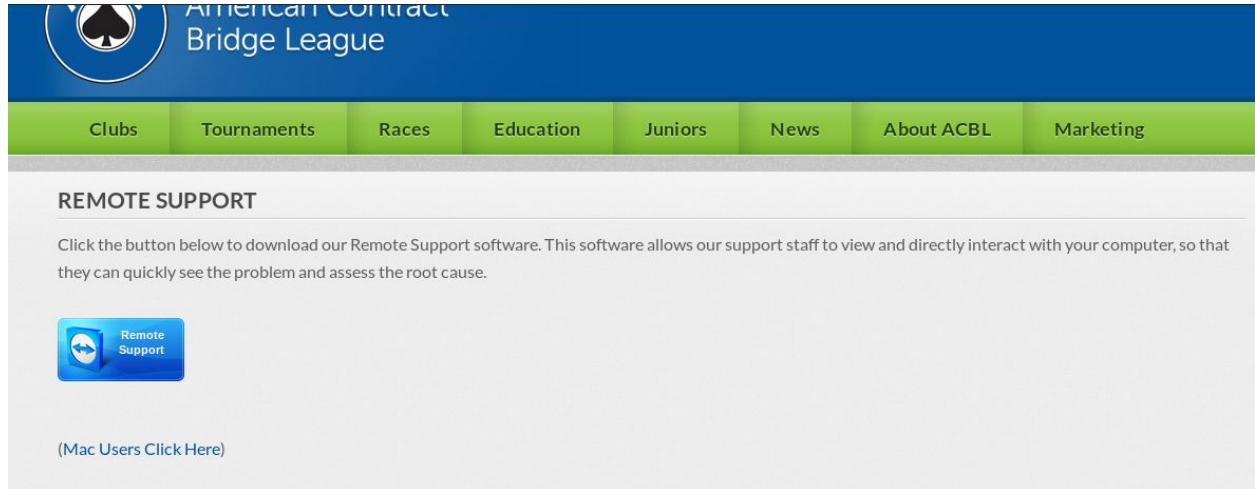 American Contract
Bridge League
Clubs Tournaments Races Education Juniors News About ACBL Marketing
REMOTE SUPPORT
Click the button below to download our Remote Support software. This software allows our support staff to view and directly interact with your computer, so that
they can quickly see the problem and assess the root cause.
Remote
Support
(Mac Users Click Here)